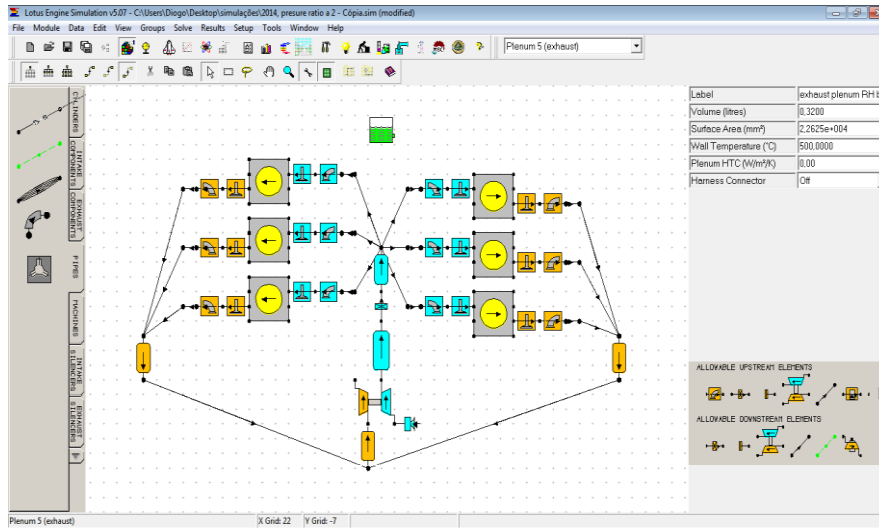 Lotus Engine Simulation v5.07 - C:\Users\Diogo\Desktop\simulações\2014, presure ratio a 2 - Cópia.sim (modified)
File Module Data Edit View Groups Solve Results Setup Tools Window Help
Plenum 5 (exhaust)
CYLINDERS
INTAKE COMPONENTS
EXHAUST COMPONENTS
PIPES
MACHINES
INTAKE SILENCERS
EXHAUST SILENCERS
Label exhaust plenum RH b
Volume (litres) 0,3200
Surface Area (mm²) 2,2625e+004
Wall Temperature (°C) 500,0000
Plenum HTC (W/m²/K) 0,00
Harness Connector Off
ALLOWABLE UPSTREAM ELEMENTS
ALLOWABLE DOWNSTREAM ELEMENTS
Plenum 5 (exhaust) X Grid: 22 Y Grid: -7